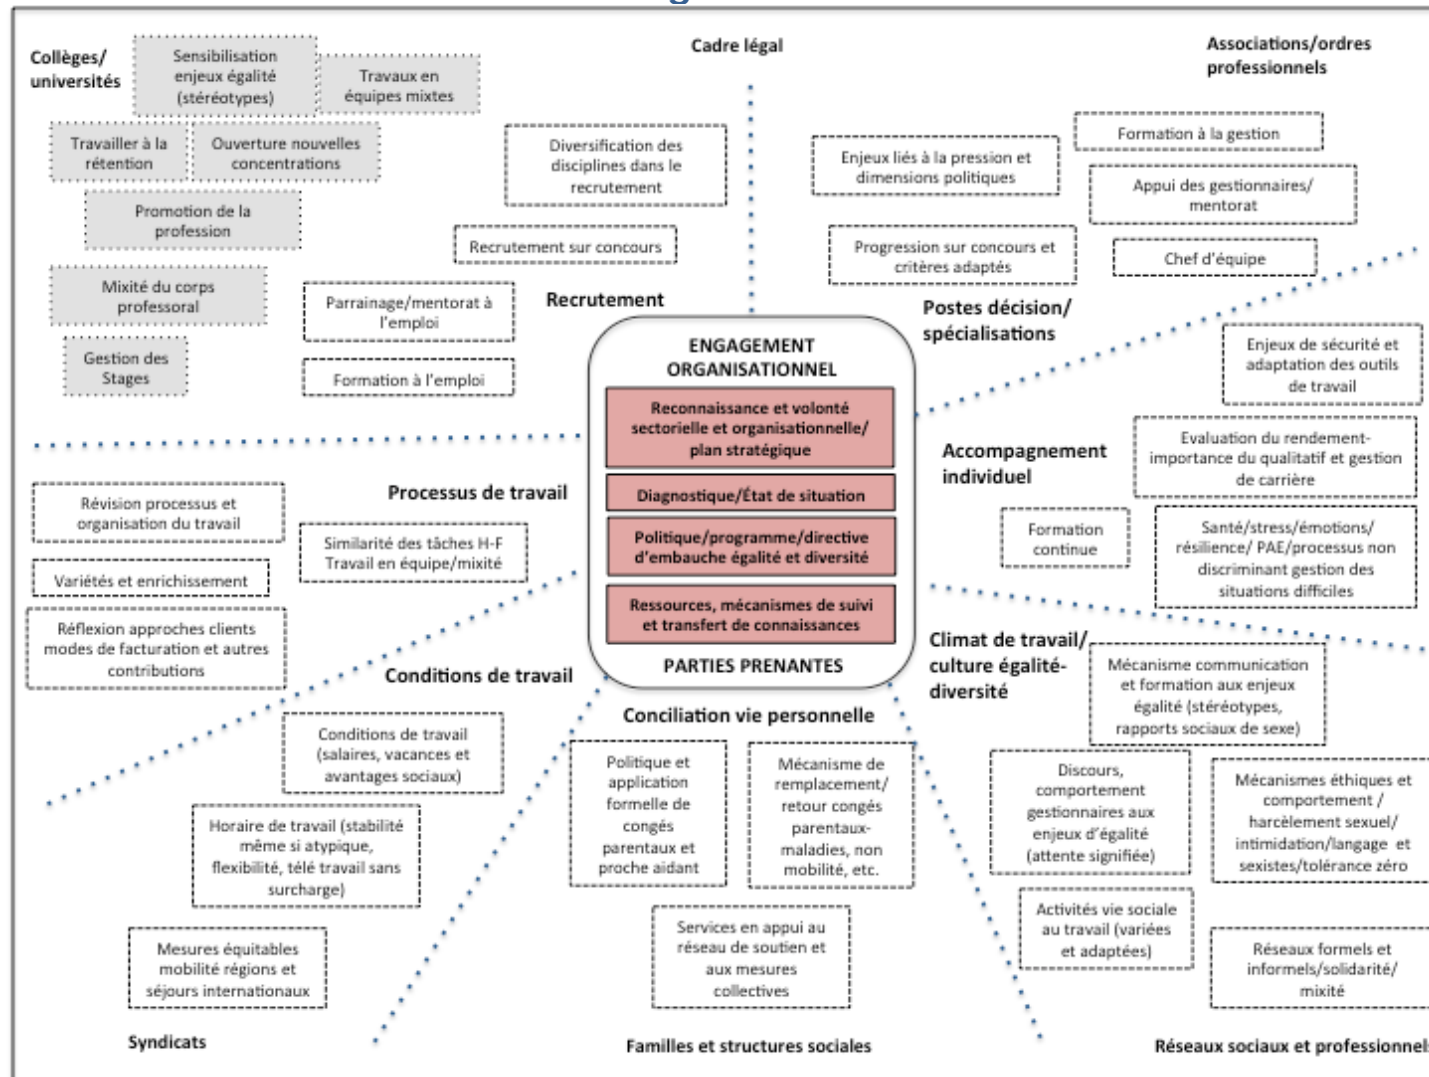 Collèges/
universités
Sensibilisation
enjeux égalité
(stéréotypes)
Travaux en
équipes mixtes
Travailler à la
rétention
Ouverture nouvelles
concentrations
Promotion de la
profession
Mixité du corps
professoral
Gestion des
Stages
Cadre légal
Diversification des
disciplines dans le
recrutement
Recrutement sur concours
Parrainage/mentorat à
l'emploi
Formation à l'emploi
Recrutement
Associations/ordres
professionnels
Formation à la gestion
Enjeux liés à la pression et
dimensions politiques
Appui des gestionnaires/
mentorat
Progression sur concours et
critères adaptés
Chef d'équipe
Postes décision/
spécialisations
ENGAGEMENT
ORGANISATIONNEL
Reconnaissance et volonté
sectorielle et organisationnelle/
plan stratégique
Diagnostique/État de situation
Politique/programme/directive
d'embauche égalité et diversité
Ressources, mécanismes de suivi
et transfert de connaissances
PARTIES PRENANTES
Enjeux de sécurité et
adaptation des outils
de travail
Accompagnement
individuel
Evaluation du rendement-
importance du qualitatif et gestion
de carrière
Formation
continue
Santé/stress/émotions/
résilience/ PAE/processus non
discriminant gestion des
situations difficiles
Processus de travail
Révision processus et
organisation du travail
Similarité des tâches H-F
Travail en équipe/mixité
Variétés et enrichissement
Réflexion approches clients
modes de facturation et autres
contributions
Conditions de travail
Conditions de travail
(salaires, vacances et
avantages sociaux)
Horaire de travail (stabilité
même si atypique,
flexibilité, télé travail sans
surcharge)
Mesures équitables
mobilité régions et
séjours internationaux
Syndicats
Conciliation vie personnelle
Politique et
application
formelle de
congés
parentaux et
proche aidant
Mécanisme de
remplacement/
retour congés
parentaux-
maladies, non
mobilité, etc.
Services en appui au
réseau de soutien et
aux mesures
collectives
Familles et structures sociales
Climat de travail/
culture égalité-
diversité
Mécanisme communication
et formation aux enjeux
égalité (stéréotypes,
rapports sociaux de sexe)
Discours,
comportement
gestionnaires aux
enjeux d'égalité
(attente signifiée)
Mécanismes éthiques et
comportement /
harcèlement sexuel/
intimidation/langage et
sexistes/tolérance zéro
Activités vie sociale
au travail (variées
et adaptées)
Réseaux formels et
informels/solidarité/
mixité
Réseaux sociaux et professionnels